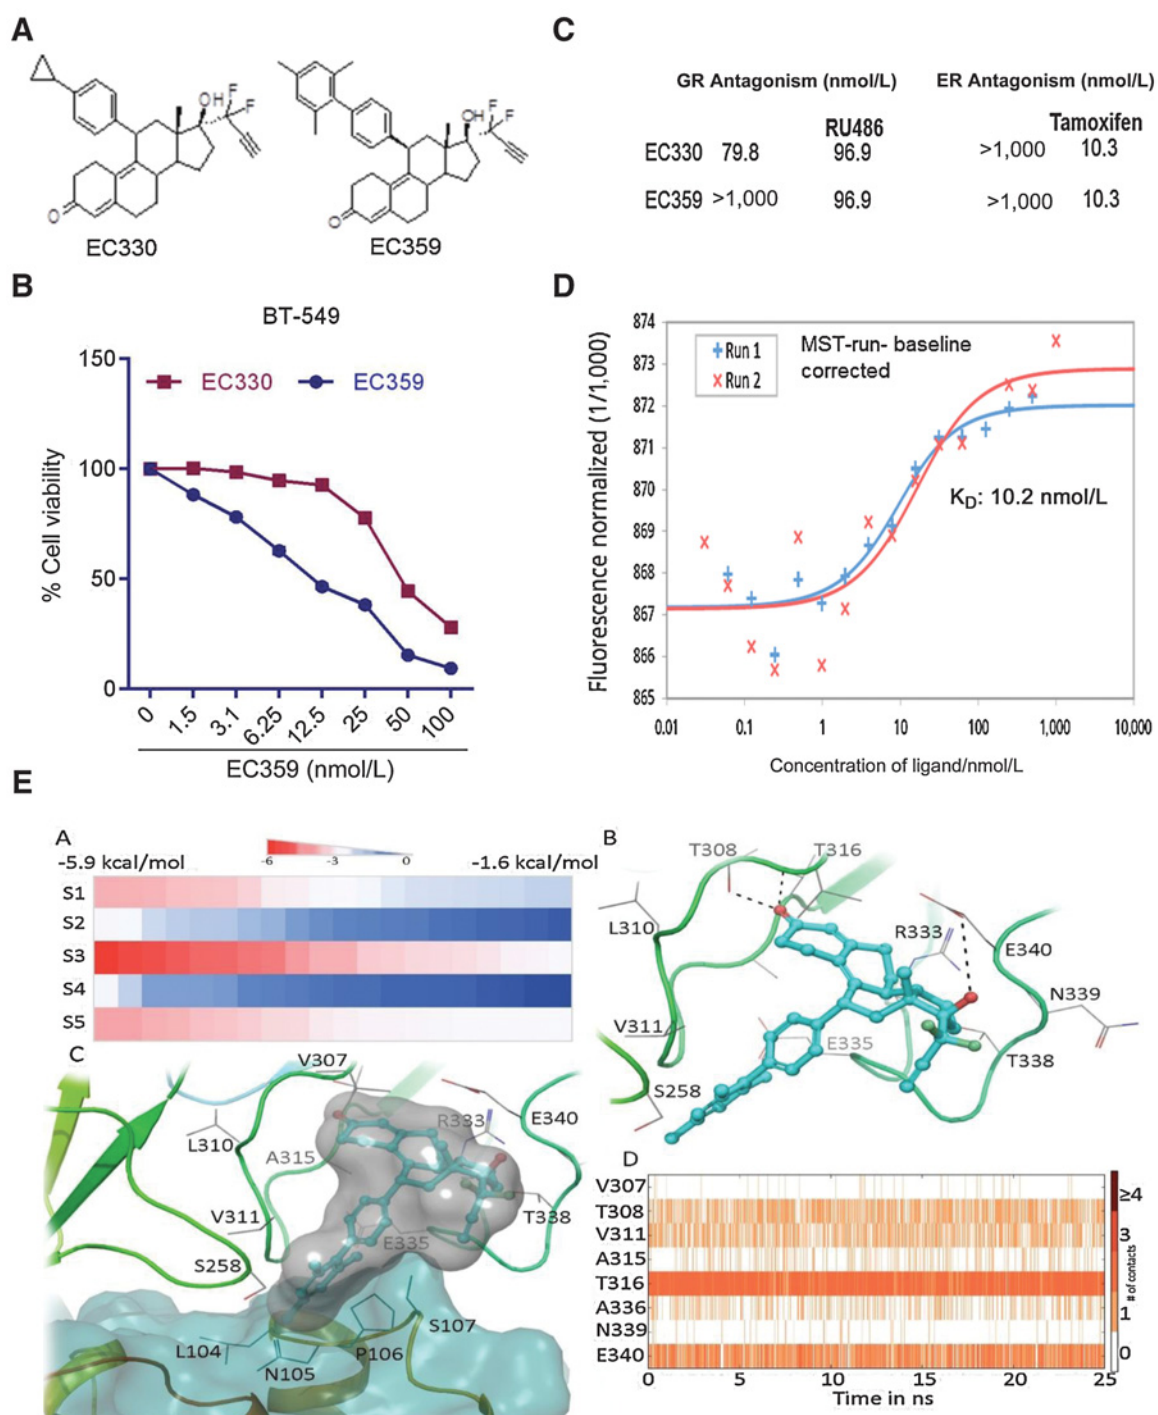 A
OH
F
F
O
EC330
OH
F
F
O
EC359
C
GR Antagonism (nmol/L) ER Antagonism (nmol/L)
RU486 Tamoxifen
EC330 79.8 96.9 >1,000 10.3
EC359 >1,000 96.9 >1,000 10.3
B
BT-549
EC330 EC359
% Cell viability
150
100
50
0
0 1.5 3.1 6.25 12.5 25 50 100
EC359 (nmol/L)
D
Fluorescence normalized (1/1,000)
874
873
872
871
870
869
868
867
866
865
Run 1
Run 2
MST-run- baseline
corrected
KD: 10.2 nmol/L
0.01 0.1 1 10 100 1,000 10,000
Concentration of ligand/nmol/L
E
A
-5.9 kcal/mol -1.6 kcal/mol
-6 -3 0
S1
S2
S3
S4
S5
B
T308 T316
L310
R333
E340
N339
V311
E335
T338
S258
C
V307
E340
R333
L310
A315
V311
T338
E335
S258
S107
L104
P106
N105
D
V307
T308
V311
A315
T316
A336
N339
E340
0 5 10 15 20 25
Time in ns
≥4
3
1
0
# of contacts